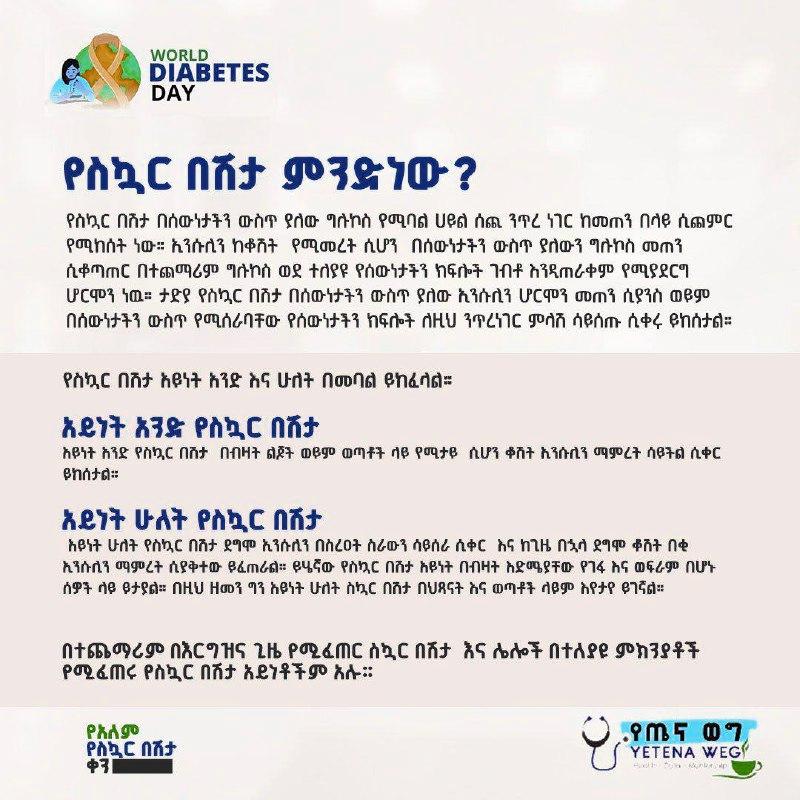 WORLD
DIABETES
DAY
የስኳር በሽታ ምንድነው?
የስኳር በሽታ በሰውነታችን ውስጥ ያለው ግሉኮስ የሚባል ሀይል ሰጪ ንጥረ ነገር ከመጠን በላይ ሲጨምር
የሚከሰት ነው። ኢንሱሊን ከቆሽት የሚመረት ሲሆን በሰውነታችን ውስጥ ያለውን ግሉኮስ መጠን
ሲቆጣጠር በተጨማሪም ግሉኮስ ወደ ተለያዩ የሰውነታችን ክፍሎች ገብቶ እንዲጠራቀም የሚያደርግ
ሆርሞን ነዉ። ታድያ የስኳር በሽታ በሰውነታችን ውስጥ ያለው ኢንሱሊን ሆርሞን መጠን ሲያንስ ወይም
በሰውነታችን ውስጥ የሚሰራባቸው የሰውነታችን ክፍሎች ለዚህ ንጥረነገር ምላሽ ሳይሰጡ ሲቀሩ ይከሰታል።
የስኳር በሽታ አይነት አንድ እና ሁለት በመባል ይከፈላል።
አይነት አንድ የስኳር በሽታ
አይነት አንድ የስኳር በሽታ በብዛት ልጆች ወይም ወጣቶች ላይ የሚታይ ሲሆን ቆሽት ኢንሱሊን ማምረት ሳይችል ሲቀር
ይከሰታል።
አይነት ሁለት የስኳር በሽታ
አይነት ሁለት የስኳር በሽታ ደግሞ ኢንሱሊን በስረዐት ስራውን ሳይሰራ ሲቀር እና ከጊዜ በኋላ ደግሞ ቆሽት በቂ
ኢንሱሊን ማምረት ሲያቅተው ይፈጠራል። ይሄኛው የስኳር በሽታ አይነት በብዛት እድሜያቸው የገፋ እና ወፍራም በሆኑ
ሰዎች ላይ ይታያል። በዚህ ዘመን ግን አይነት ሁለት ስኳር በሽታ በህጻናት እና ወጣቶች ላይም እየታየ ይገኛል።
በተጨማሪም በእርግዝና ጊዜ የሚፈጠር ስኳር በሽታ እና ሌሎች በተለያዩ ምክንያቶች
የሚፈጠሩ የስኳር በሽታ አይነቶችም አሉ።
የአለም
የስኳር በሽታ
ቀን
የጤና ወግ
YETENA WEG